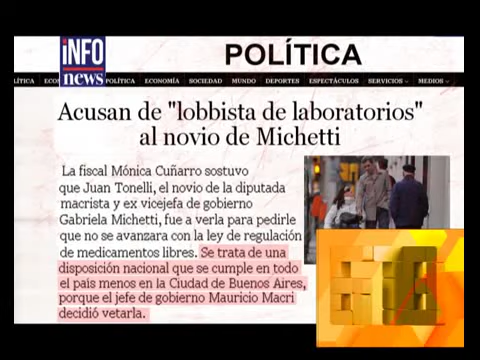 iNFO
news
POLÍTICA
LÍTICA ECONOMÍA SOCIEDAD MUNDO DEPORTES ESPECTÁCULOS SERVICIOS MEDIOS
Acusan de "lobbista de laboratorios"
al novio de Michetti
La fiscal Mónica Cuñarro sostuvo
que Juan Tonelli, el novio de la diputada
macrista y ex vicejefa de gobierno
Gabriela Michetti, fue a verla para pedirle
que no se avanzara con la ley de regulación
de medicamentos libres. Se trata de una
disposición nacional que se cumple en todo
el país menos en la Ciudad de Buenos Aires,
porque el jefe de gobierno Mauricio Macri
decidió vetarla.